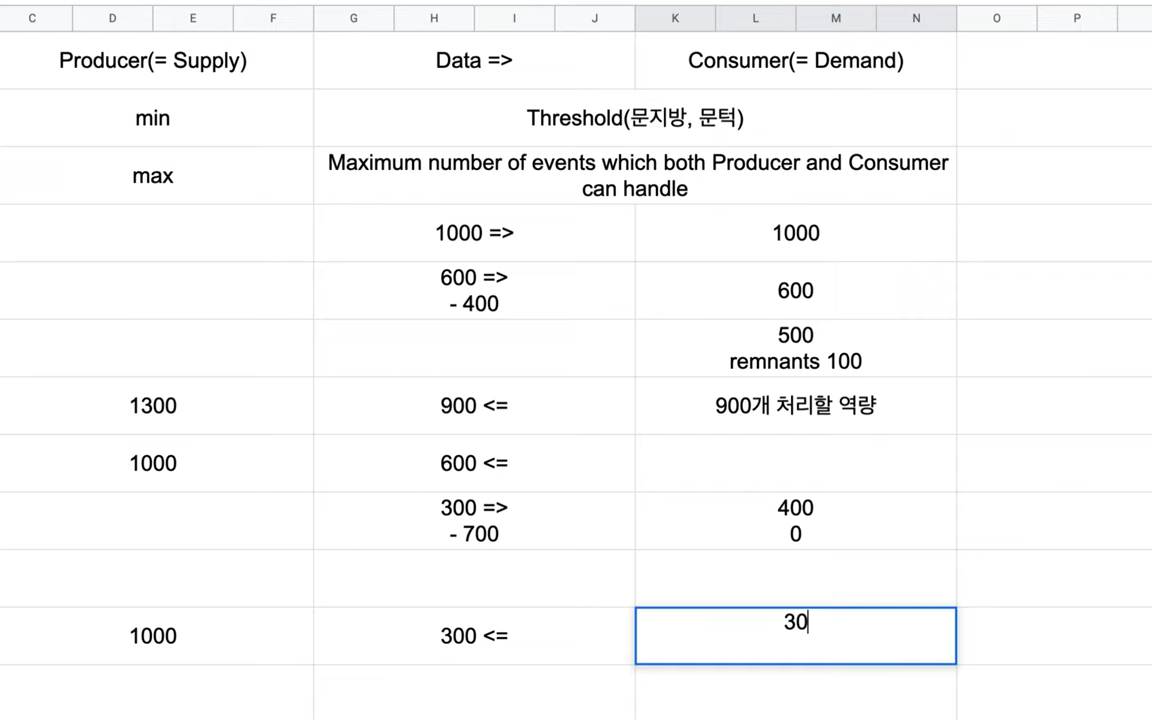 C D E F G H I J K L M N O P
Producer(= Supply) Data => Consumer(= Demand)
min Threshold(문지방, 문턱)
max Maximum number of events which both Producer and Consumer
can handle
1000 => 1000
600 => 600
- 400
500
remnants 100
1300 900 <= 900개 처리할 역량
1000 600 <=
300 => 400
- 700 0
1000 300 <= 30